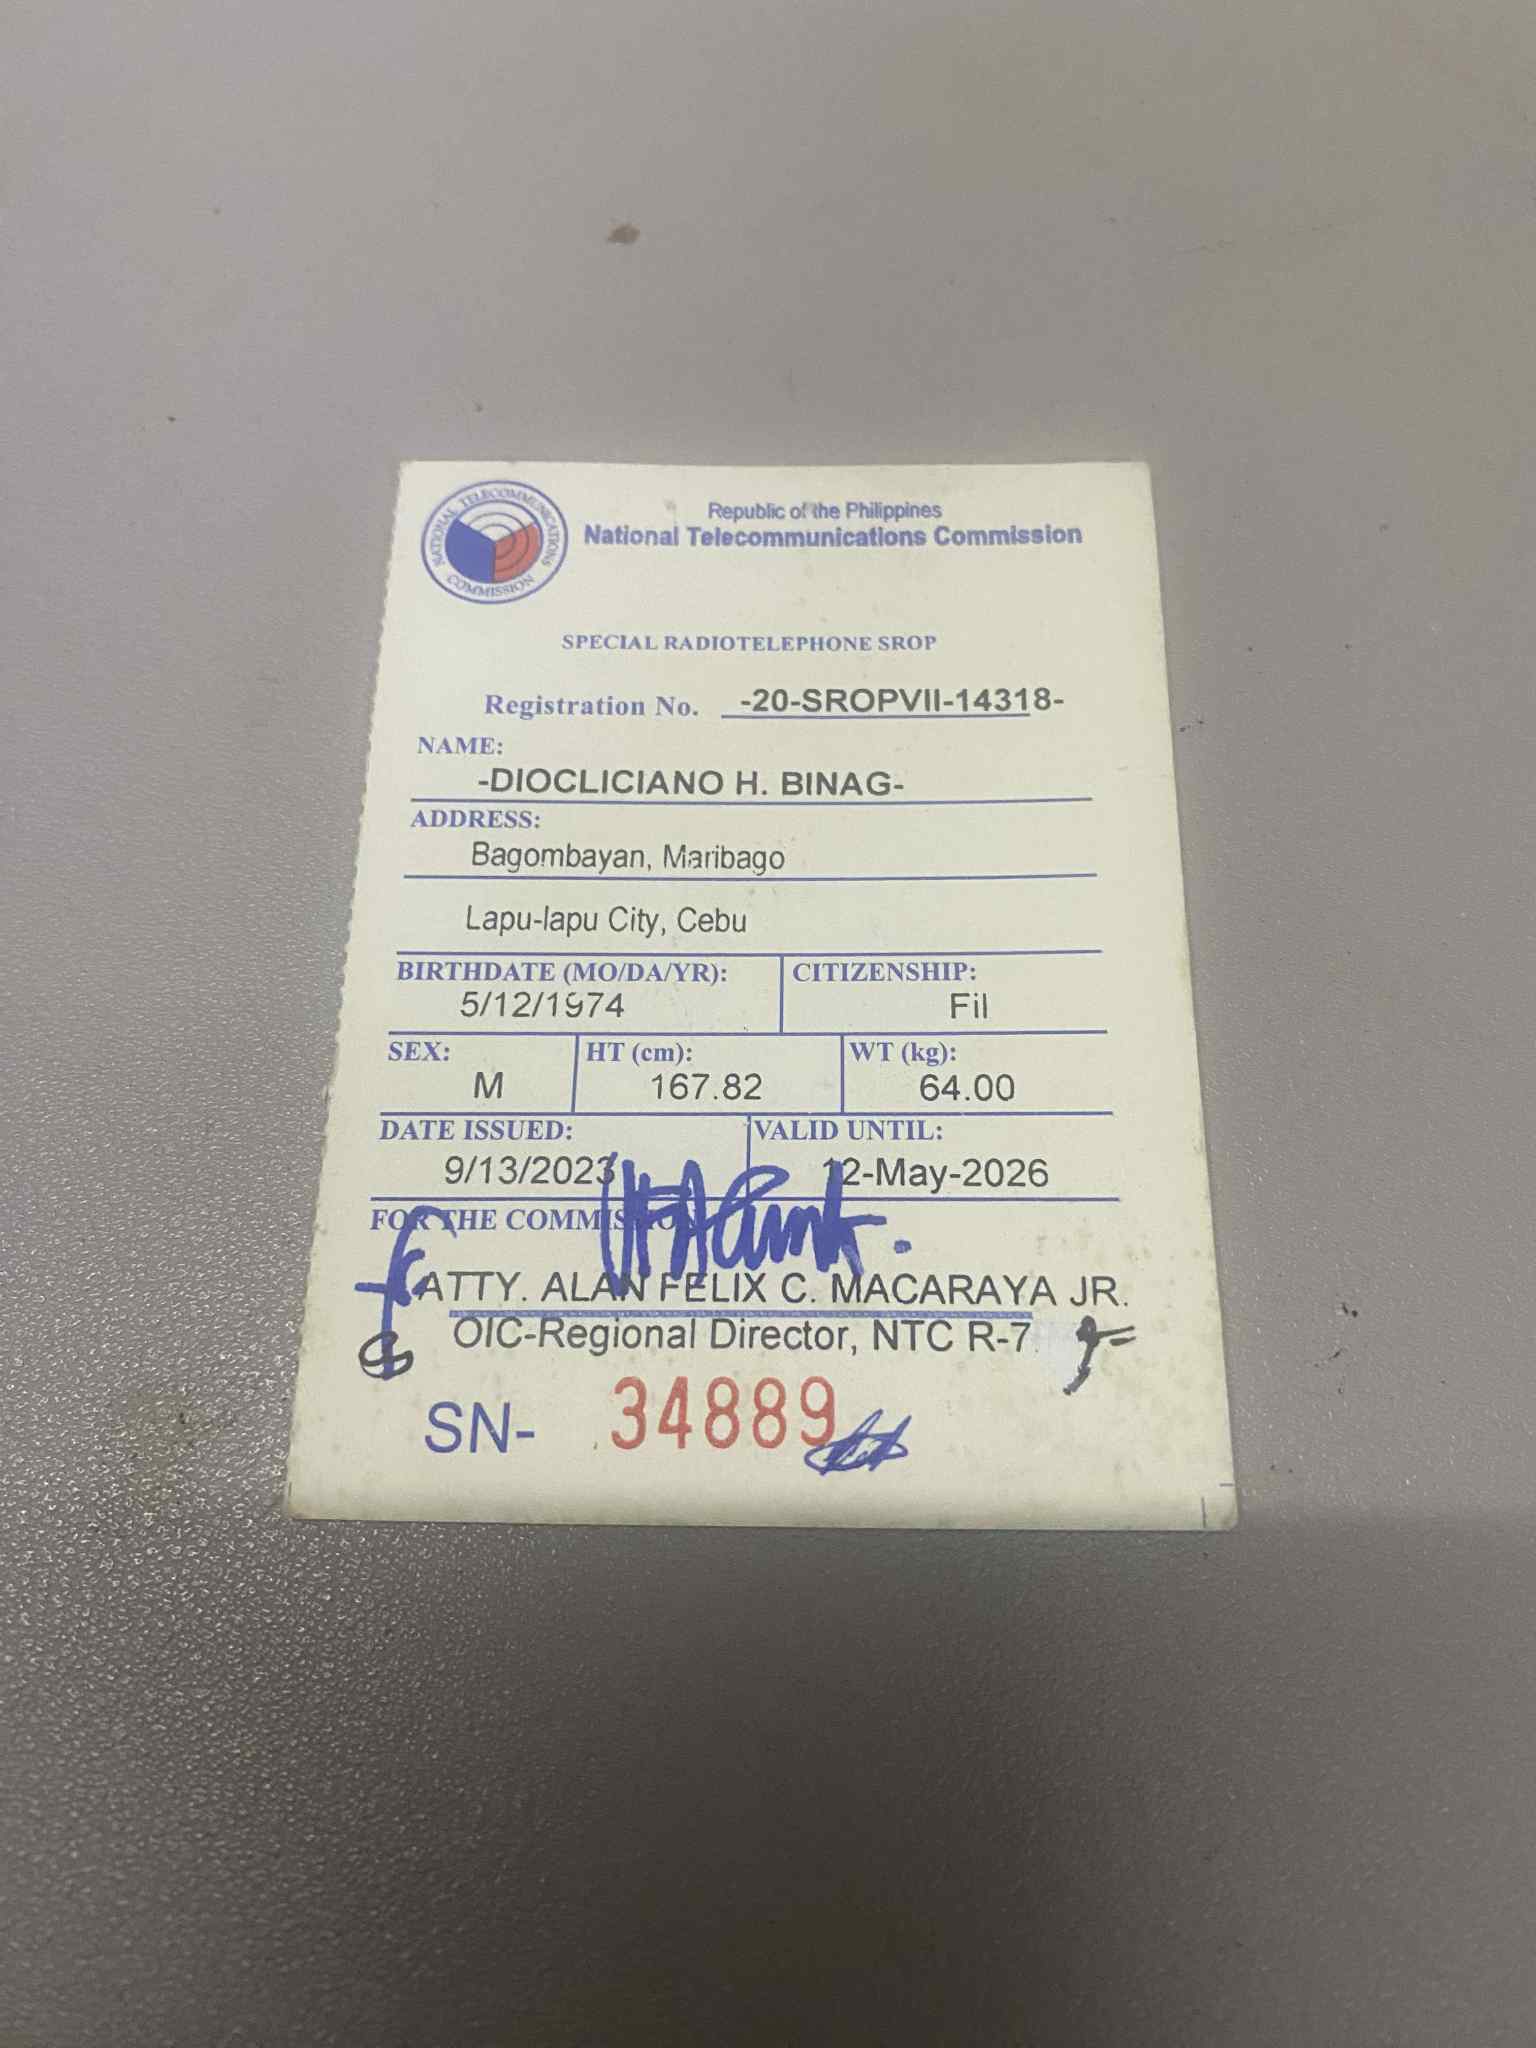 NATIONAL TELECOMMUNICATIONS COMMISSION
Republic of the Philippines
National Telecommunications Commission
SPECIAL RADIOTELEPHONE SROP
Registration No. -20-SROPVII-14318-
NAME:
-DIOCLICIANO H. BINAG-
ADDRESS:
Bagombayan, Maribago
Lapu-lapu City, Cebu
BIRTHDATE (MO/DA/YR): CITIZENSHIP:
5/12/1974 Fil
SEX: HT (cm): WT (kg):
M 167.82 64.00
DATE ISSUED: VALID UNTIL:
9/13/2023 12-May-2026
FOR THE COMMISSION
ATTY. ALAN FELIX C. MACARAYA JR.
OIC-Regional Director, NTC R-7
SN- 34889